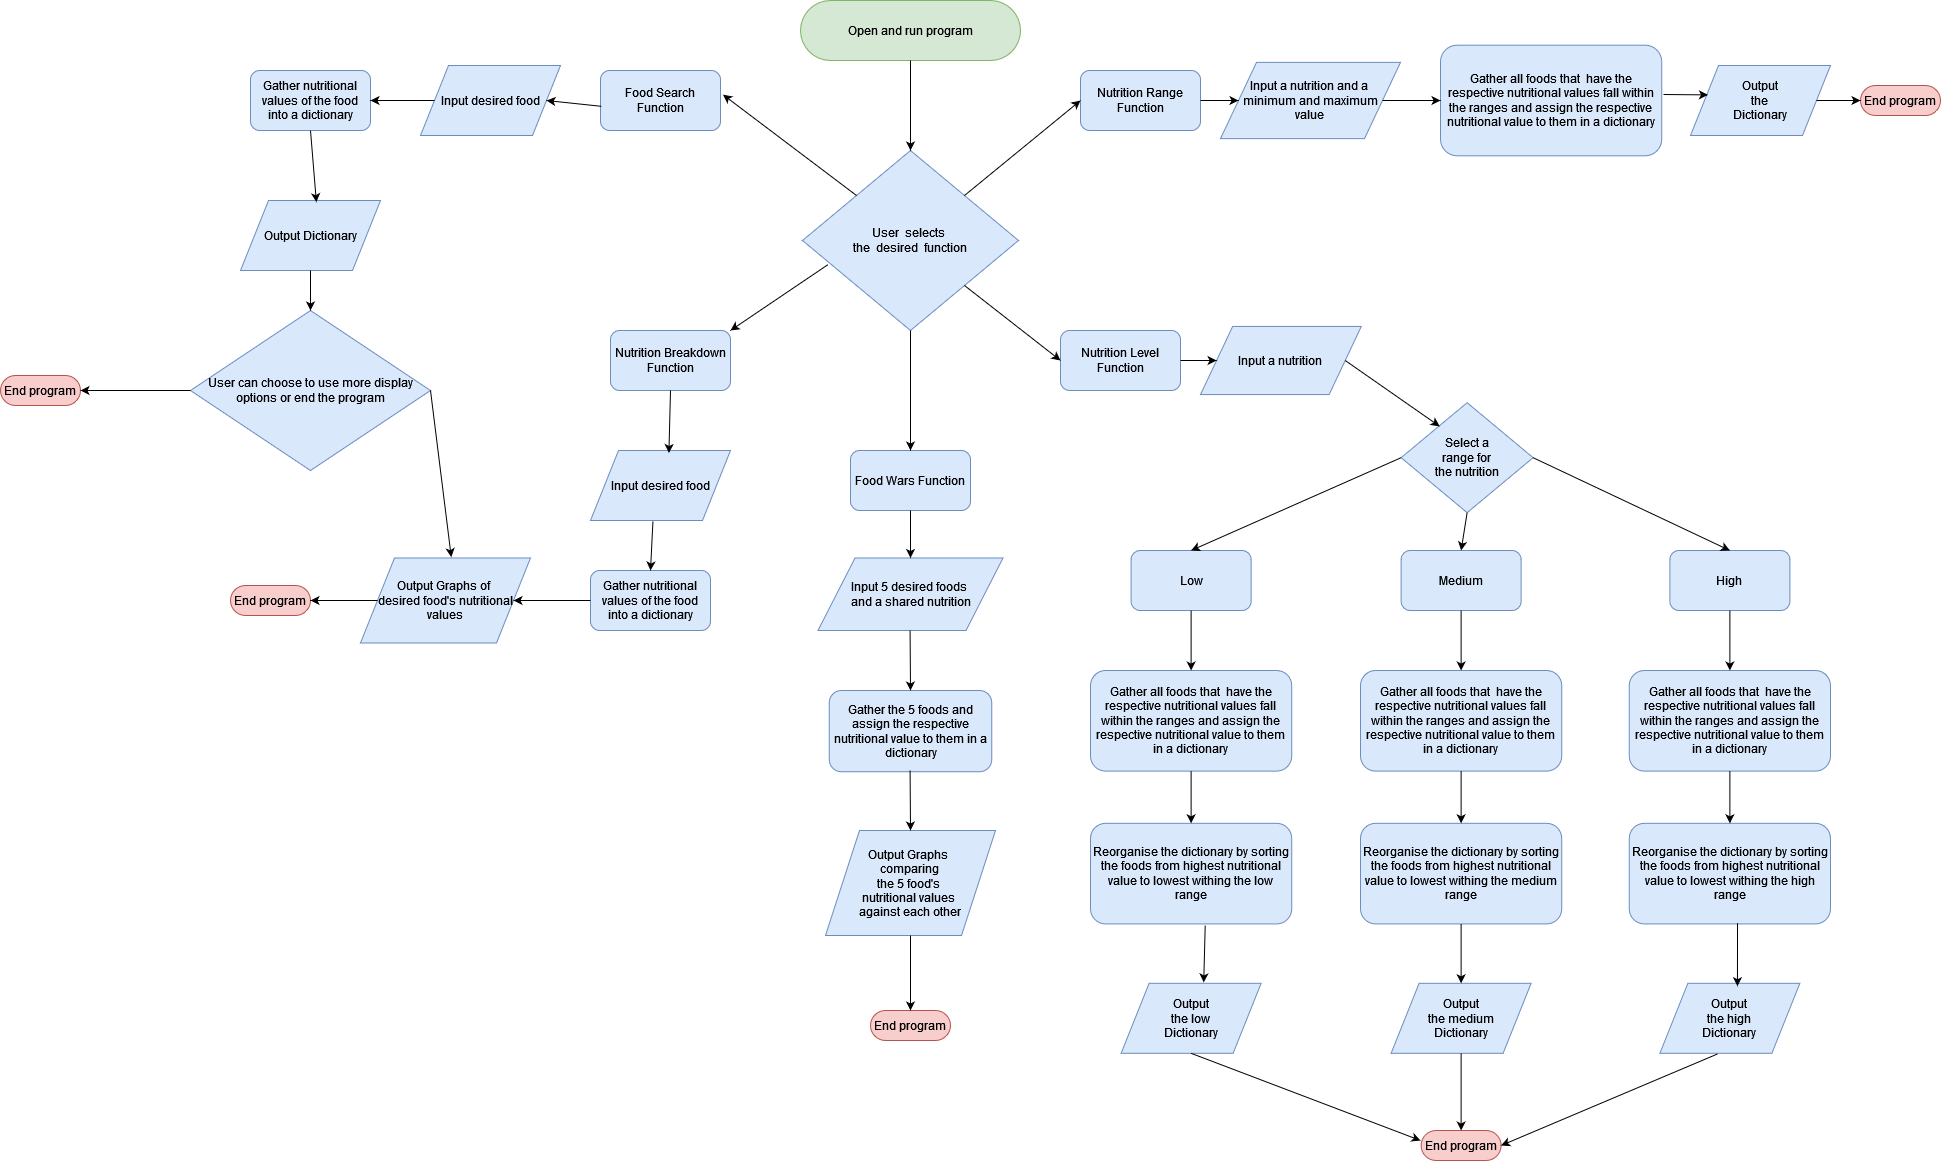 Open and run program
Gather nutritional
values of the food
into a dictionary
Input desired food
Food Search
Function
Nutrition Range
Function
Input a nutrition and a
minimum and maximum
value
Gather all foods that have the
respective nutritional values fall within
the ranges and assign the respective
nutritional value to them in a dictionary
Output
the
Dictionary
End program
Output Dictionary
User selects
the desired function
User can choose to use more display
options or end the program
End program
Nutrition Breakdown
Function
Nutrition Level
Function
Input a nutrition
Select a
range for
the nutrition
Input desired food
Food Wars Function
Low
Medium
High
End program
Output Graphs of
desired food's nutritional
values
Gather nutritional
values of the food
into a dictionary
Input 5 desired foods
and a shared nutrition
Gather the 5 foods and
assign the respective
nutritional value to them in a
dictionary
Gather all foods that have the
respective nutritional values fall
within the ranges and assign the
respective nutritional value to them
in a dictionary
Gather all foods that have the
respective nutritional values fall
within the ranges and assign the
respective nutritional value to them
in a dictionary
Gather all foods that have the
respective nutritional values fall
within the ranges and assign the
respective nutritional value to them
in a dictionary
Output Graphs
comparing
the 5 food's
nutritional values
against each other
Reorganise the dictionary by sorting
the foods from highest nutritional
value to lowest withing the low
range
Reorganise the dictionary by sorting
the foods from highest nutritional
value to lowest withing the medium
range
Reorganise the dictionary by sorting
the foods from highest nutritional
value to lowest withing the high
range
End program
Output
the low
Dictionary
Output
the medium
Dictionary
Output
the high
Dictionary
End program